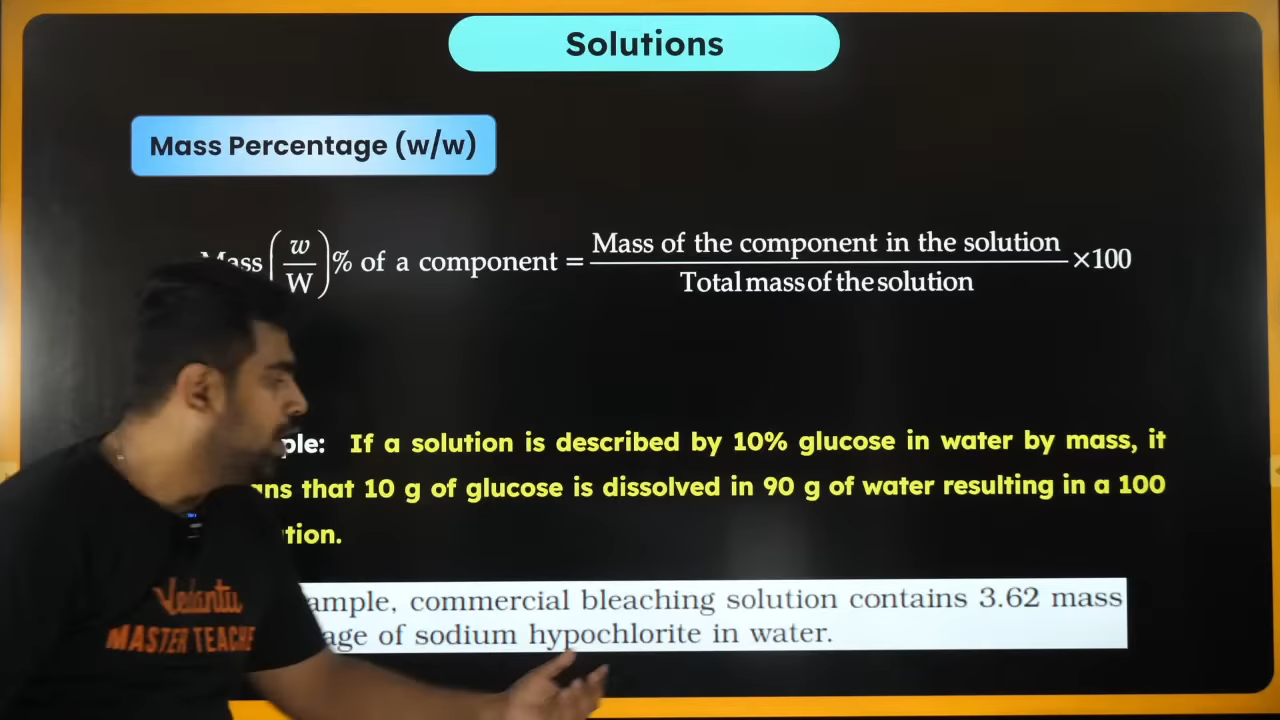 Solutions
Mass Percentage (w/w)
Mass (w/W)% of a component = Mass of the component in the solution / Total mass of the solution ×100
ple: If a solution is described by 10% glucose in water by mass, it
ans that 10 g of glucose is dissolved in 90 g of water resulting in a 100
tion.
ample, commercial bleaching solution contains 3.62 mass
age of sodium hypochlorite in water.
Vedantu
MASTER TEACHE